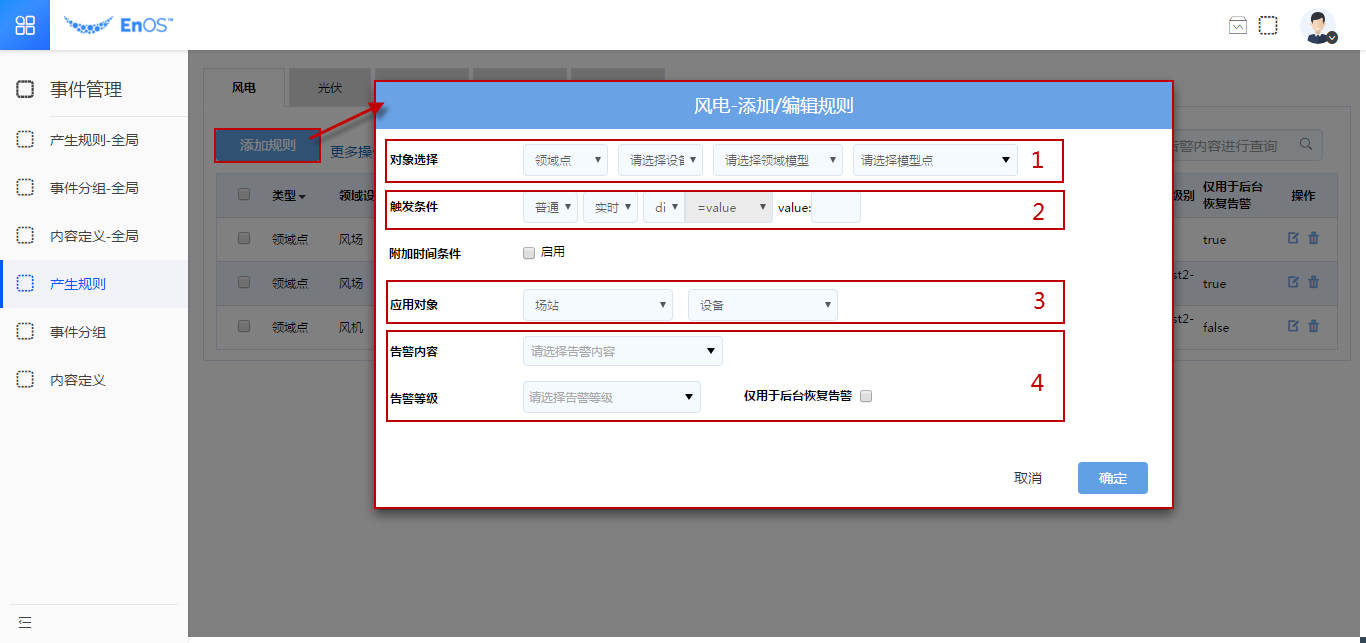 EnOS™
事件管理
产生规则-全局
事件分组-全局
内容定义-全局
产生规则
事件分组
内容定义
风电
光伏
添加规则
更多操
告警内容进行查询
类型
领域设
级别
仅用于后台
恢复告警
操作
领域点
风场
true
领域点
风场
st2-
true
领域点
风机
st2-
false
风电-添加/编辑规则
对象选择
领域点
请选择设备
请选择领域模型
请选择模型点
1
触发条件
普通
实时
di
=value
value:
2
附加时间条件
启用
应用对象
场站
设备
3
告警内容
请选择告警内容
告警等级
请选择告警等级
仅用于后台恢复告警
4
取消
确定